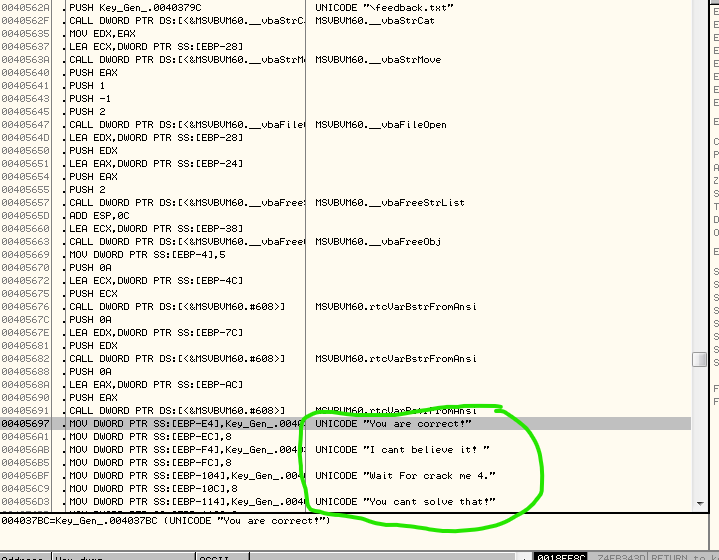 0040562A . PUSH Key_Gen_.0040379C UNICODE "\feedback.txt"
0040562F . CALL DWORD PTR DS:[<&MSVBVM60.__vbaStrC. MSVBVM60.__vbaStrCat
00405635 . MOV EDX,EAX
00405637 . LEA ECX,DWORD PTR SS:[EBP-28]
0040563A . CALL DWORD PTR DS:[<&MSVBVM60.__vbaStrM MSVBVM60.__vbaStrMove
00405640 . PUSH EAX
00405641 . PUSH 1
00405643 . PUSH -1
00405645 . PUSH 2
00405647 . CALL DWORD PTR DS:[<&MSVBVM60.__vbaFile MSVBVM60.__vbaFileOpen
0040564D . LEA EDX,DWORD PTR SS:[EBP-28]
00405650 . PUSH EDX
00405651 . LEA EAX,DWORD PTR SS:[EBP-24]
00405654 . PUSH EAX
00405655 . PUSH 2
00405657 . CALL DWORD PTR DS:[<&MSVBVM60.__vbaFree MSVBVM60.__vbaFreeStrList
0040565D . ADD ESP,0C
00405660 . LEA ECX,DWORD PTR SS:[EBP-38]
00405663 . CALL DWORD PTR DS:[<&MSVBVM60.__vbaFree MSVBVM60.__vbaFreeObj
00405669 . MOV DWORD PTR SS:[EBP-4],5
00405670 . PUSH 0A
00405672 . LEA ECX,DWORD PTR SS:[EBP-4C]
00405675 . PUSH ECX
00405676 . CALL DWORD PTR DS:[<&MSVBVM60.#608>] MSVBVM60.rtcVarBstrFromAnsi
0040567C . PUSH 0A
0040567E . LEA EDX,DWORD PTR SS:[EBP-7C]
00405681 . PUSH EDX
00405682 . CALL DWORD PTR DS:[<&MSVBVM60.#608>] MSVBVM60.rtcVarBstrFromAnsi
00405688 . PUSH 0A
0040568A . LEA EAX,DWORD PTR SS:[EBP-AC]
00405690 . PUSH EAX
00405691 . CALL DWORD PTR DS:[<&MSVBVM60.#608>] MSVBVM60.rtcVarBstrFromAnsi
00405697 . MOV DWORD PTR SS:[EBP-E4],Key_Gen_.004 UNICODE "You are correct!"
004056A1 . MOV DWORD PTR SS:[EBP-EC],8
004056AB . MOV DWORD PTR SS:[EBP-F4],Key_Gen_.004 UNICODE "I cant believe it! "
004056B5 . MOV DWORD PTR SS:[EBP-FC],8
004056BF . MOV DWORD PTR SS:[EBP-104],Key_Gen_.00 UNICODE "Wait For crack me 4."
004056C9 . MOV DWORD PTR SS:[EBP-10C],8
004056D3 . MOV DWORD PTR SS:[EBP-114],Key_Gen_.00 UNICODE "You cant solve that!"
004037BC=Key_Gen_.004037BC (UNICODE "You are correct!")
Address Hex dump ASCII 0018FF8C RETURN to